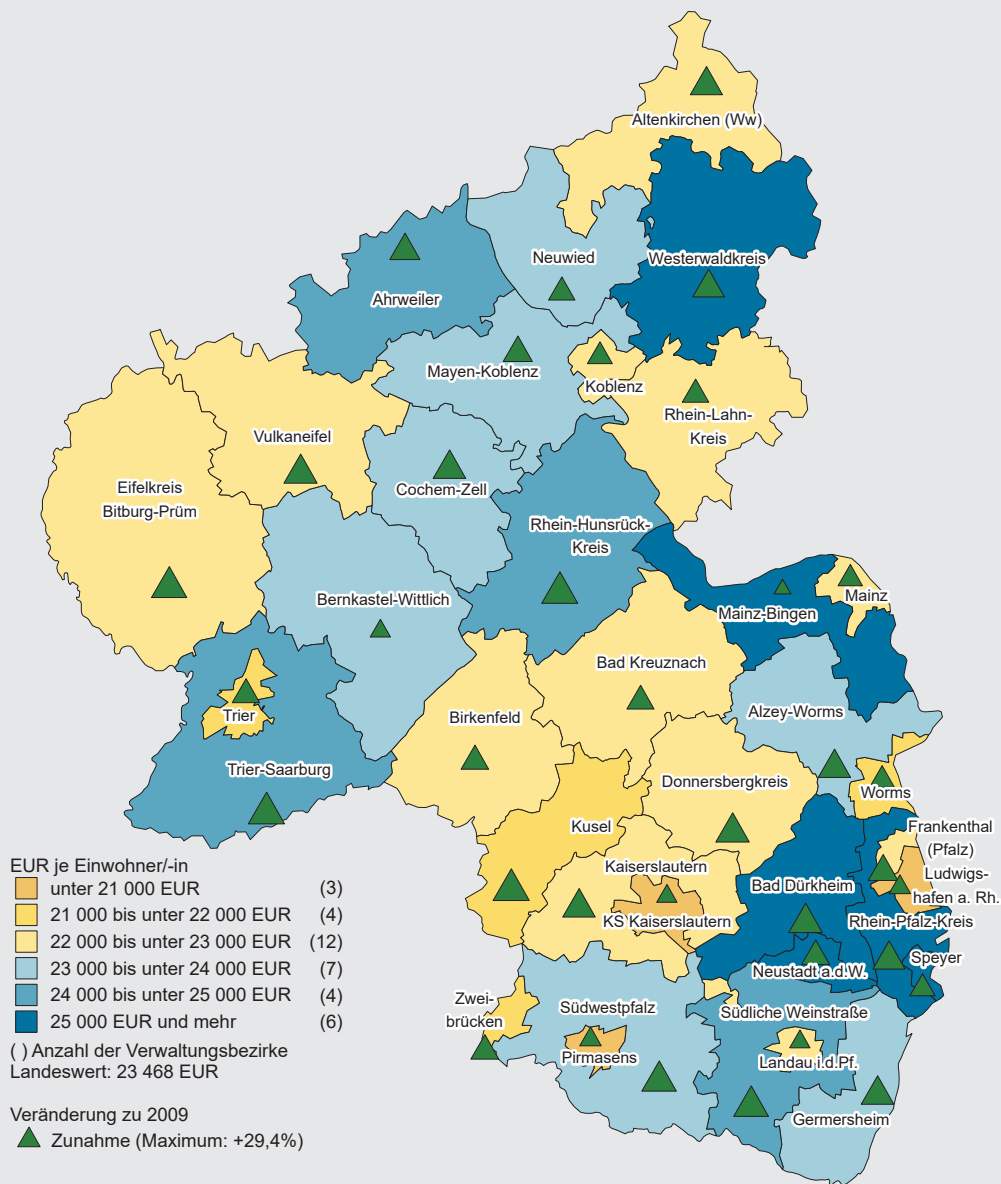 Altenkirchen (Ww)
Neuwied
Westerwaldkreis
Ahrweiler
Mayen-Koblenz
Koblenz
Rhein-Lahn-
Kreis
Vulkaneifel
Cochem-Zell
Eifelkreis
Bitburg-Prüm
Rhein-Hunsrück-
Kreis
Bernkastel-Wittlich
Mainz-Bingen
Mainz
Bad Kreuznach
Birkenfeld
Alzey-Worms
Trier
Trier-Saarburg
Donnersbergkreis
Worms
Kusel
Frankenthal
(Pfalz)
Ludwigs-
hafen a. Rh.
Kaiserslautern
KS Kaiserslautern
Bad Dürkheim
Rhein-Pfalz-Kreis
Speyer
Neustadt a.d.W.
Zwei-
brücken
Südwestpfalz
Südliche Weinstraße
Pirmasens
Landau i.d.Pf.
Germersheim
EUR je Einwohner/-in
unter 21 000 EUR (3)
21 000 bis unter 22 000 EUR (4)
22 000 bis unter 23 000 EUR (12)
23 000 bis unter 24 000 EUR (7)
24 000 bis unter 25 000 EUR (4)
25 000 EUR und mehr (6)
( ) Anzahl der Verwaltungsbezirke
Landeswert: 23 468 EUR
Veränderung zu 2009
Zunahme (Maximum: +29,4%)